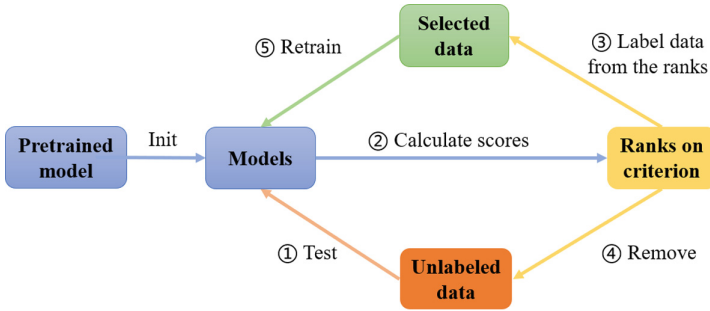 Selected
data
⑤ Retrain
③ Label data
from the ranks
Pretrained
model
Init
Models
② Calculate scores
Ranks on
criterion
① Test
Unlabeled
data
④ Remove